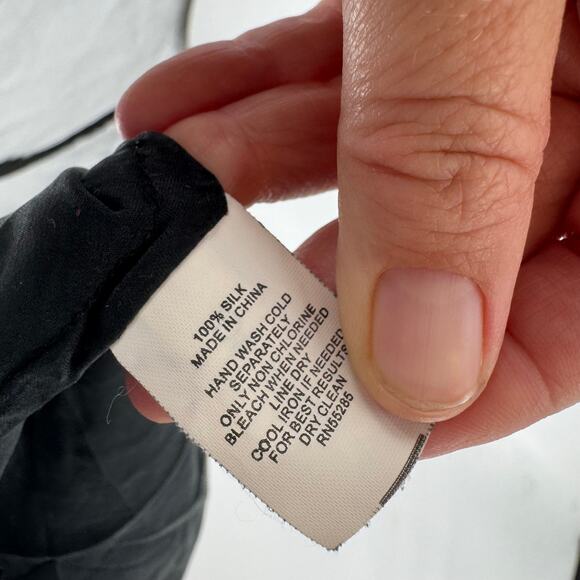 100% SILK
MADE IN CHINA
HAND WASH COLD
SEPARATELY
ONLY NON CHLORINE
BLEACH WHEN NEEDED
LINE DRY
COOL IRON IF NEEDED
FOR BEST RESULTS
DRY CLEAN
RN55285